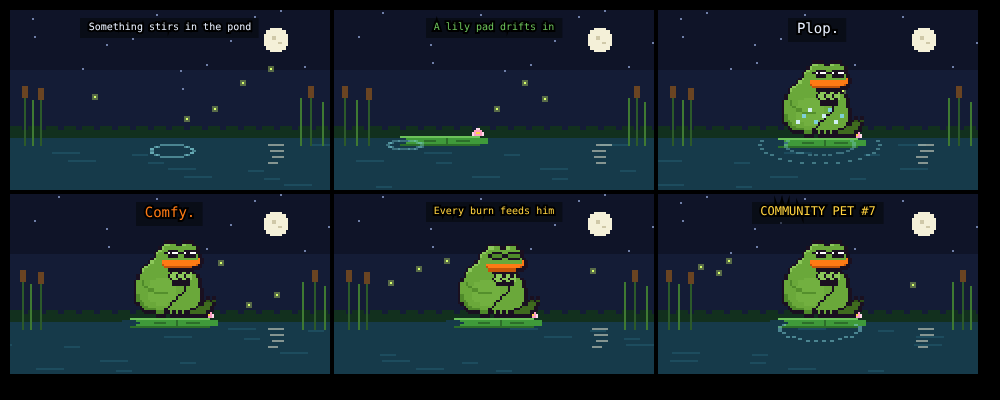 Something stirs in the pond
A lily pad drifts in
Plop.
Comfy.
Every burn feeds him
COMMUNITY PET #7